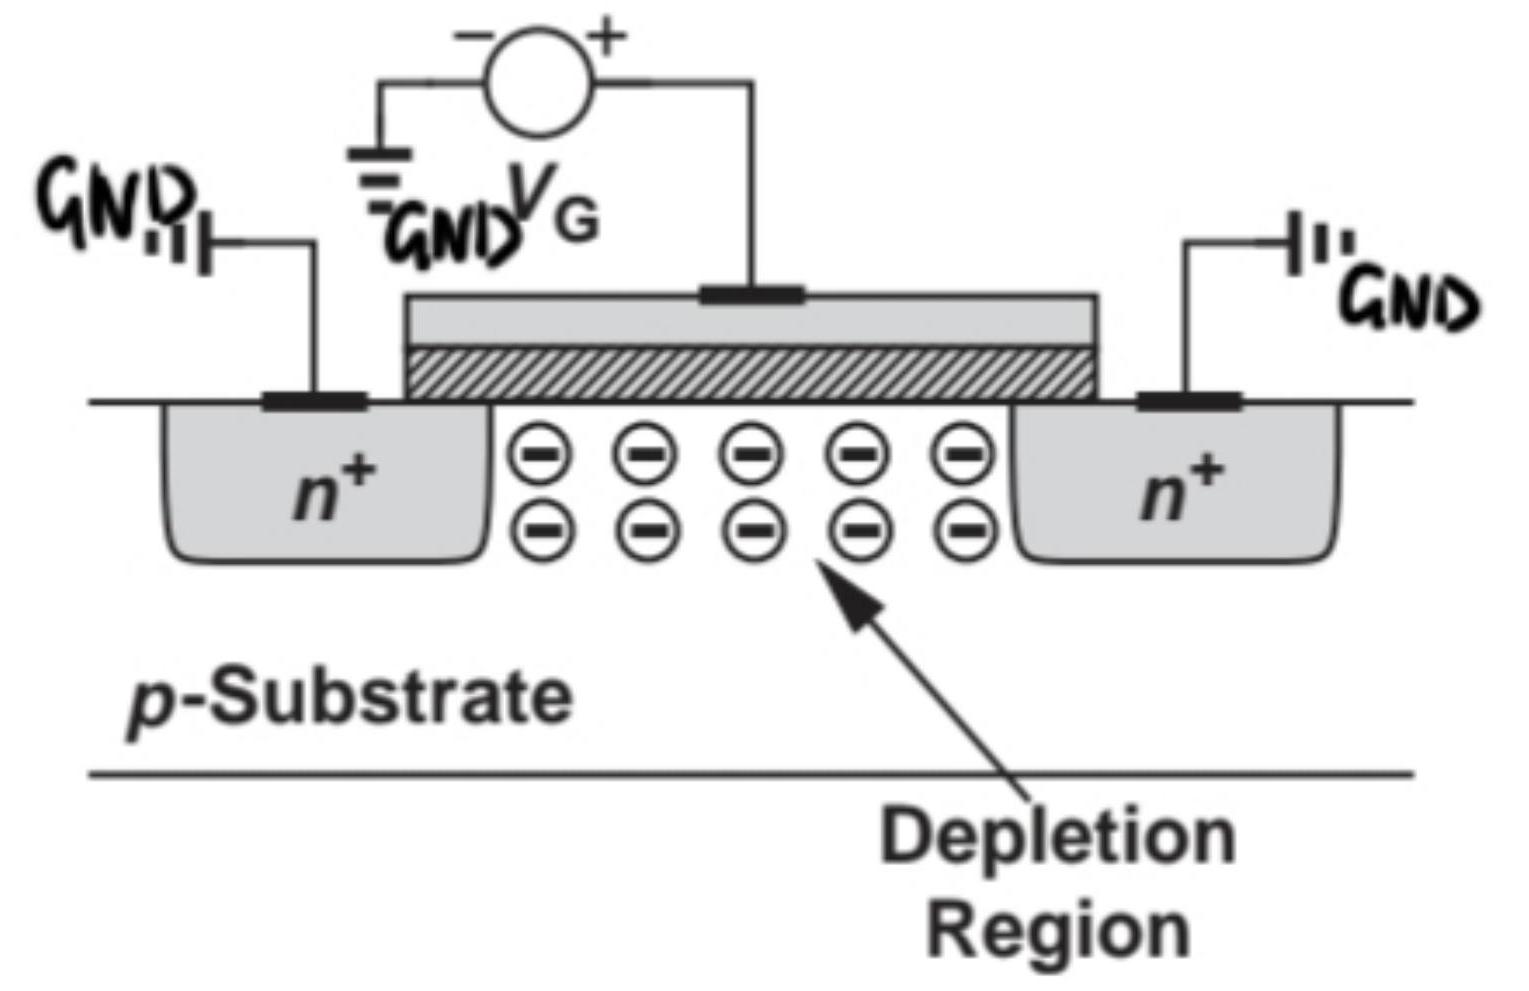 − +
GND
GND
V_G
GND
n⁺
n⁺
p-Substrate
Depletion
Region